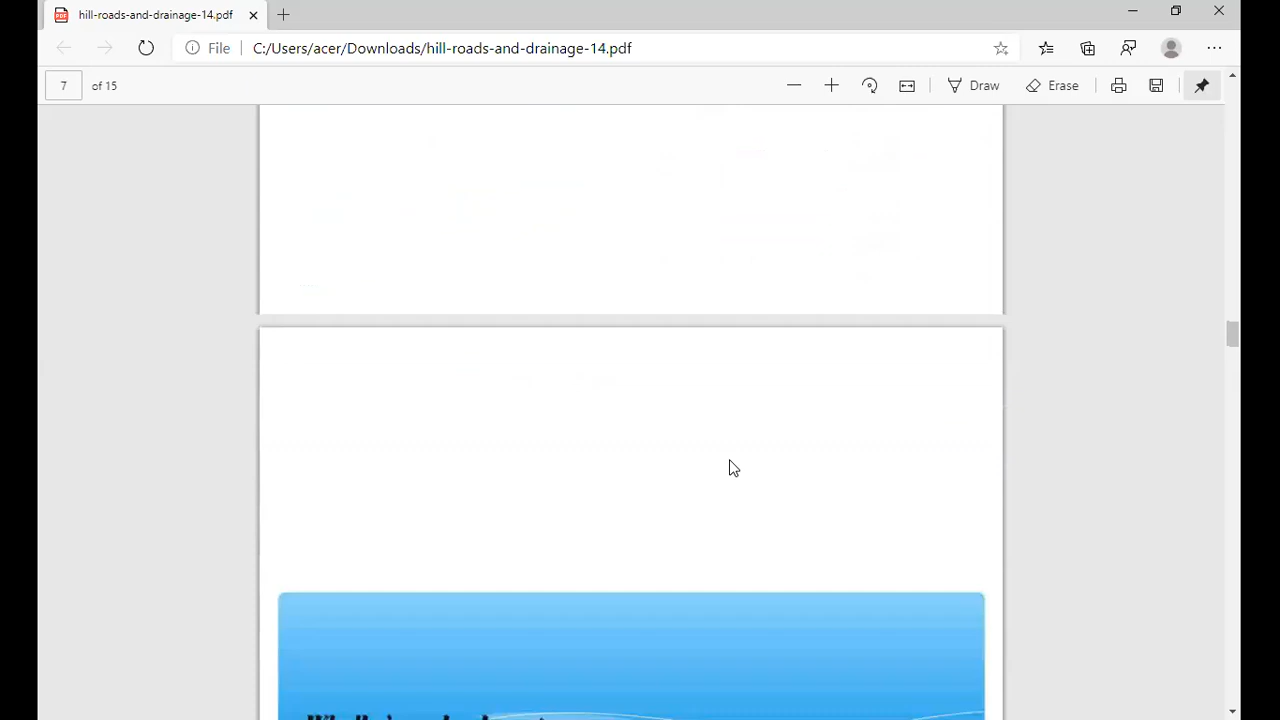 hill-roads-and-drainage-14.pdf
File C:/Users/acer/Downloads/hill-roads-and-drainage-14.pdf
7 of 15 Draw Erase